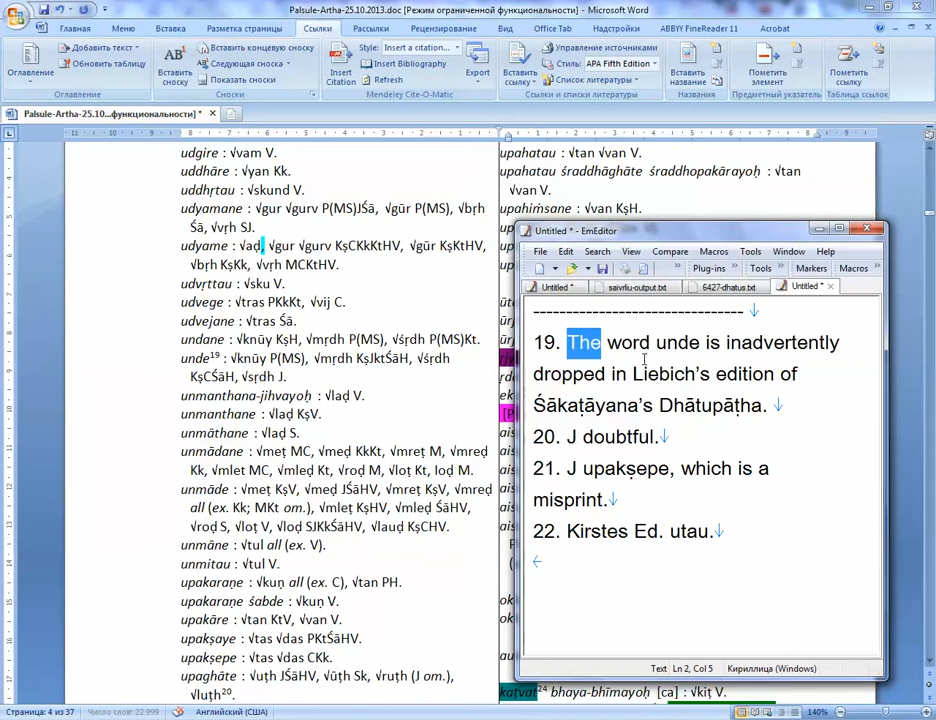 Palsule-Artha-25.10.2013.doc [Режим ограниченной функциональности] - Microsoft Word
Главная Меню Вставка Разметка страницы Ссылки Рассылки Рецензирование Вид Office Tab Надстройки ABBYY FineReader 11 Acrobat
Оглавление
Добавить текст
Обновить таблицу
Оглавление
AB
Вставить сноску
Вставить концевую сноску
Следующая сноска
Показать сноски
Сноски
Insert Citation
Style: Insert a citation...
Insert Bibliography
Refresh
Export
Mendeley Cite-O-Matic
Вставить ссылку
Управление источниками
Стиль: APA Fifth Edition
Список литературы
Ссылки и списки литературы
Вставить название
Названия
Пометить элемент
Предметный указатель
Пометить ссылку
Таблица ссылок
Palsule-Artha-25.10....функциональности] *
udgire : √vam V.
uddhāre : √yan Kk.
uddhṛtau : √skund V.
udyamane : √gur √gurv P(MS)JŚā, √gūr P(MS), √bṛh
Śā, √vṛh SJ.
udyame : √aḍ, √gur √gurv KṣCKkKtHV, √gūr KṣKtHV,
√bṛh KṣKk, √vṛh MCKtHV.
udvṛttau : √sku V.
udvege : √tras PKkKt, √vij C.
udvejane : √tras Śā.
undane : √knūy KṣH, √mṛdh P(MS), √śṛdh P(MS)Kt.
unde19 : √knūy P(MS), √mṛdh KṣJktŚāH, √śṛdh
KṣCŚāH, √sṛdh J.
unmanthana-jihvayoḥ : √laḍ V.
unmanthane : √laḍ KṣV.
unmāthane : √laḍ S.
unmādane : √meṭ MC, √meḍ KkKt, √mreṭ M, √mreḍ
Kk, √mleṭ MC, √mleḍ Kt, √roḍ M, √loṭ Kt, loḍ M.
unmāde : √meṭ KṣV, √meḍ JŚāHV, √mreṭ KṣV, √mreḍ
all (ex. Kk; MKt om.), √mleṭ KṣHV, √mleḍ ŚāHV,
√roḍ S, √loṭ V, √loḍ SJKkŚāHV, √lauḍ KṣCHV.
unmāne : √tul all (ex. V).
unmitau : √tul V.
upakaraṇe : √kuṇ all (ex. C), √tan PH.
upakaraṇe śabde : √kuṇ V.
upakāre : √tan KtV, √van V.
upakṣaye : √tas √das PKtŚāHV.
upakṣepe : √tas √das CKk.
upaghāte : √uṭh JŚāHV, √ūṭh Sk, √ruṭh (J om.),
√luṭh20.
upahatau : √tan √van V.
upahatau śraddhāghāte śraddhopakārayoḥ : √tan
√van V.
upahiṁsane : √van KṣH.
kaṭvat24 bhaya-bhīmayoḥ [ca] : √kiṭ V.
Untitled * - EmEditor
File Edit Search View Compare Macros Tools Window Help
Plug-ins Tools Markers Macros
Untitled * saivrliu-output.txt 6427-dhatus.txt Untitled *
--------------------------------
19. The word unde is inadvertently
dropped in Liebich’s edition of
Śākaṭāyana’s Dhātupāṭha.
20. J doubtful.
21. J upakṣepe, which is a
misprint.
22. Kirstes Ed. utau.
Text Ln 2, Col 5 Кириллица (Windows)
Страница: 4 из 37 Число слов: 22 999 Английский (США) 140%